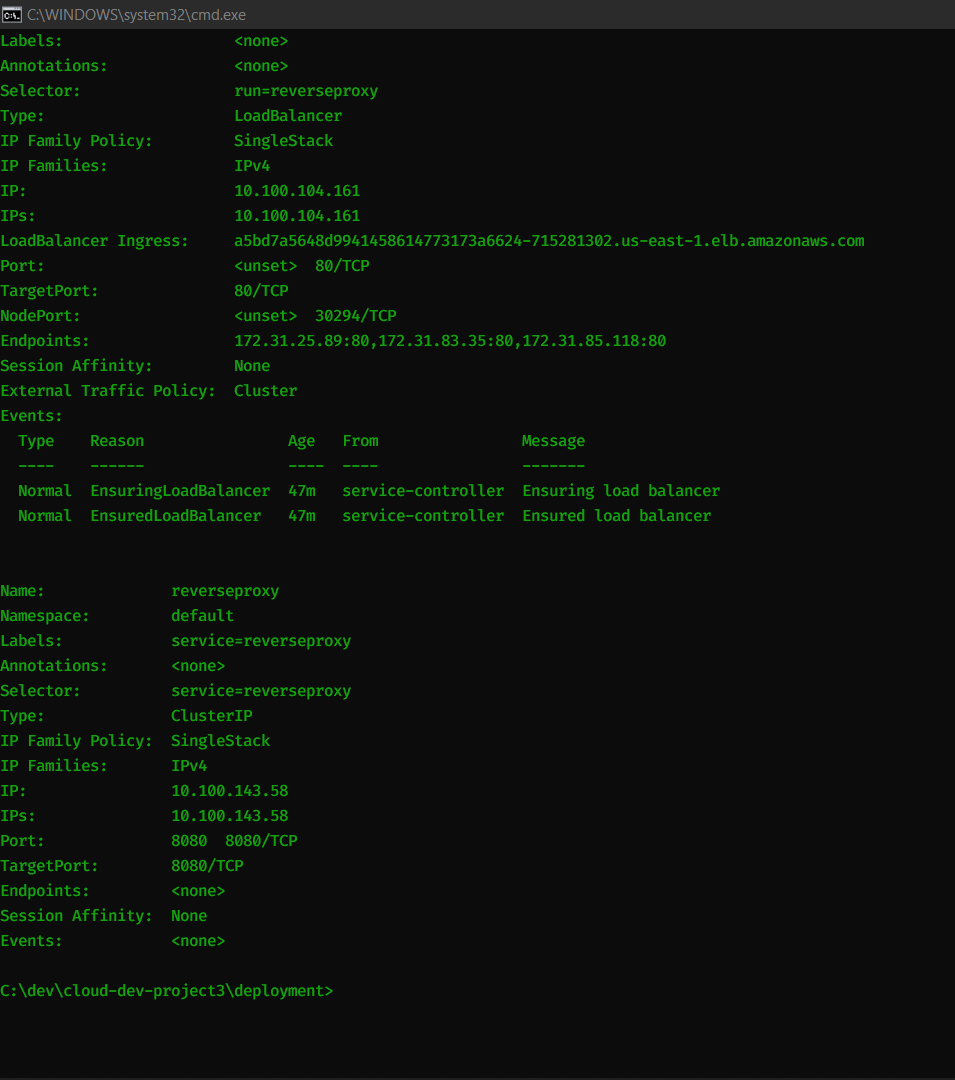 C:\WINDOWS\system32\cmd.exe
Labels:                   <none>
Annotations:              <none>
Selector:                 run=reverseproxy
Type:                     LoadBalancer
IP Family Policy:         SingleStack
IP Families:              IPv4
IP:                       10.100.104.161
IPs:                      10.100.104.161
LoadBalancer Ingress:     a5bd7a5648d9941458614773173a6624-715281302.us-east-1.elb.amazonaws.com
Port:                     <unset>  80/TCP
TargetPort:               80/TCP
NodePort:                 <unset>  30294/TCP
Endpoints:                172.31.25.89:80,172.31.83.35:80,172.31.85.118:80
Session Affinity:         None
External Traffic Policy:  Cluster
Events:
  Type    Reason                Age   From                Message
  ----    ------                ----  ----                -------
  Normal  EnsuringLoadBalancer  47m   service-controller  Ensuring load balancer
  Normal  EnsuredLoadBalancer   47m   service-controller  Ensured load balancer
Name:              reverseproxy
Namespace:         default
Labels:            service=reverseproxy
Annotations:       <none>
Selector:          service=reverseproxy
Type:              ClusterIP
IP Family Policy:  SingleStack
IP Families:       IPv4
IP:                10.100.143.58
IPs:               10.100.143.58
Port:              8080  8080/TCP
TargetPort:        8080/TCP
Endpoints:         <none>
Session Affinity:  None
Events:            <none>
C:\dev\cloud-dev-project3\deployment>